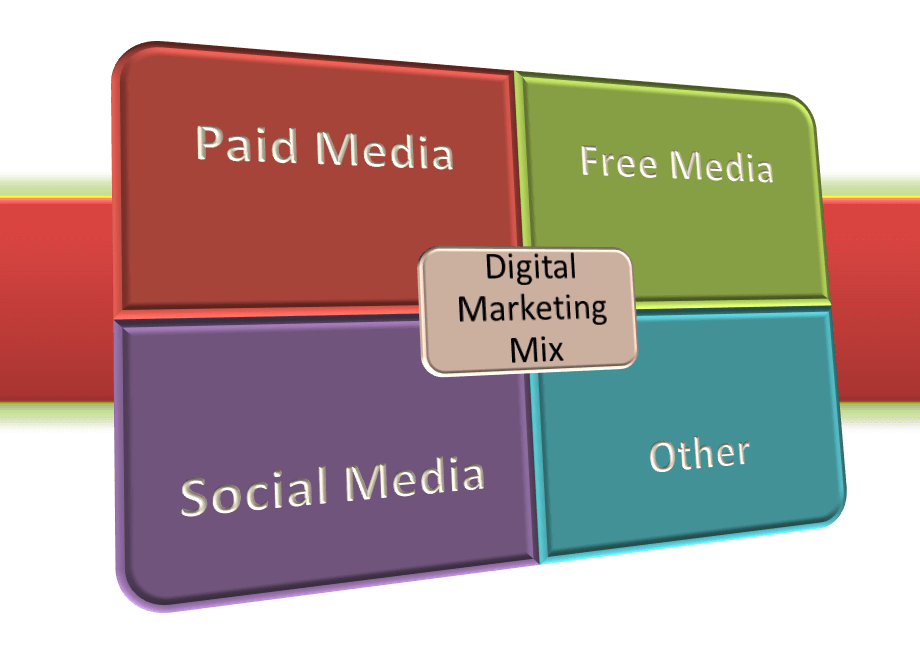 Paid Media
Free Media
Digital
Marketing
Mix
Social Media
Other